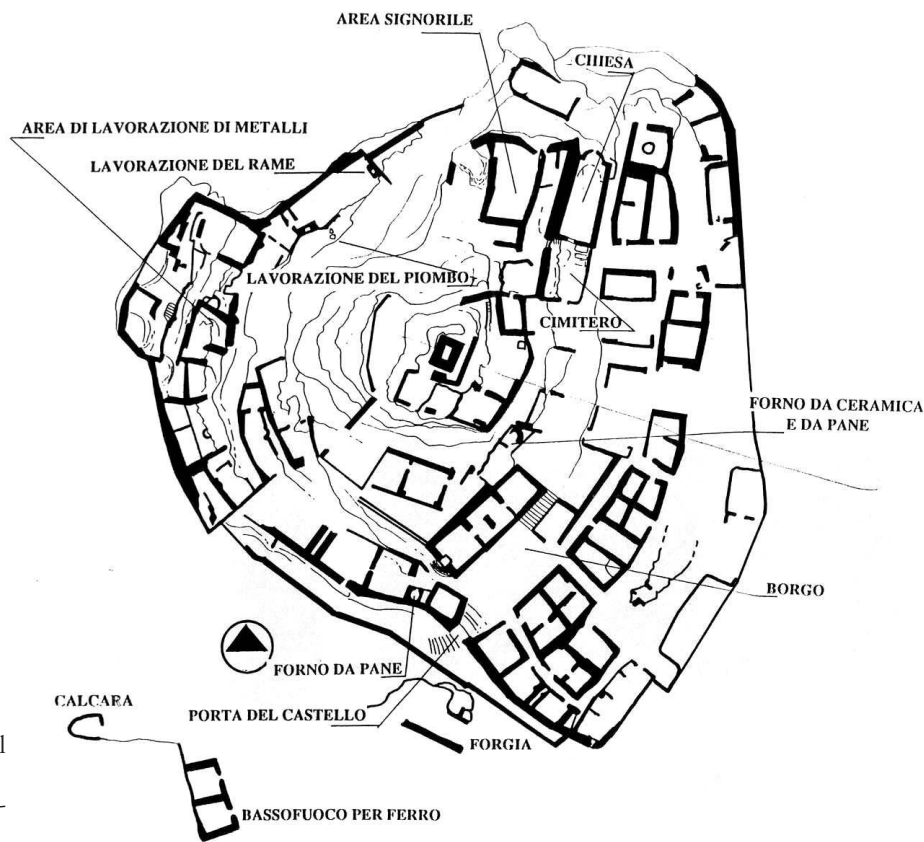 AREA SIGNORILE
CHIESA
AREA DI LAVORAZIONE DI METALLI
LAVORAZIONE DEL RAME
LAVORAZIONE DEL PIOMBO
CIMITERO
FORNO DA CERAMICA
E DA PANE
BORGO
FORNO DA PANE
CALCARA
PORTA DEL CASTELLO
FORGIA
BASSOFUOCO PER FERRO